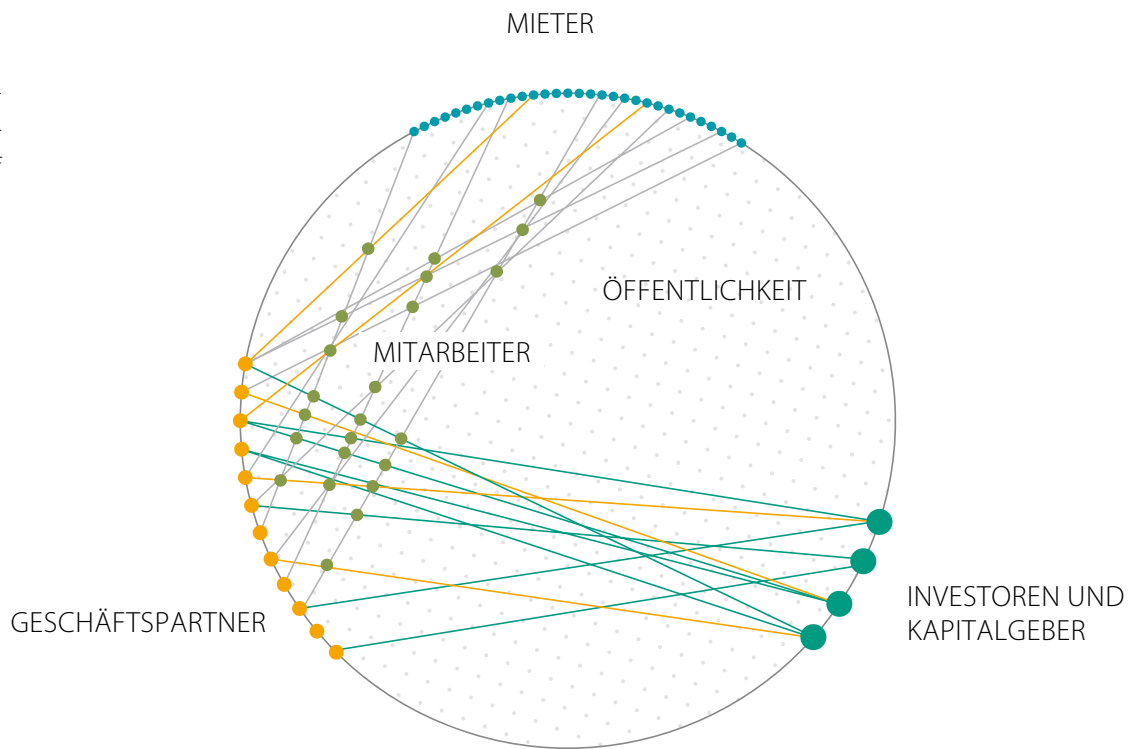 MIETER
ÖFFENTLICHKEIT
MITARBEITER
GESCHÄFTSPARTNER
INVESTOREN UND
KAPITALGEBER